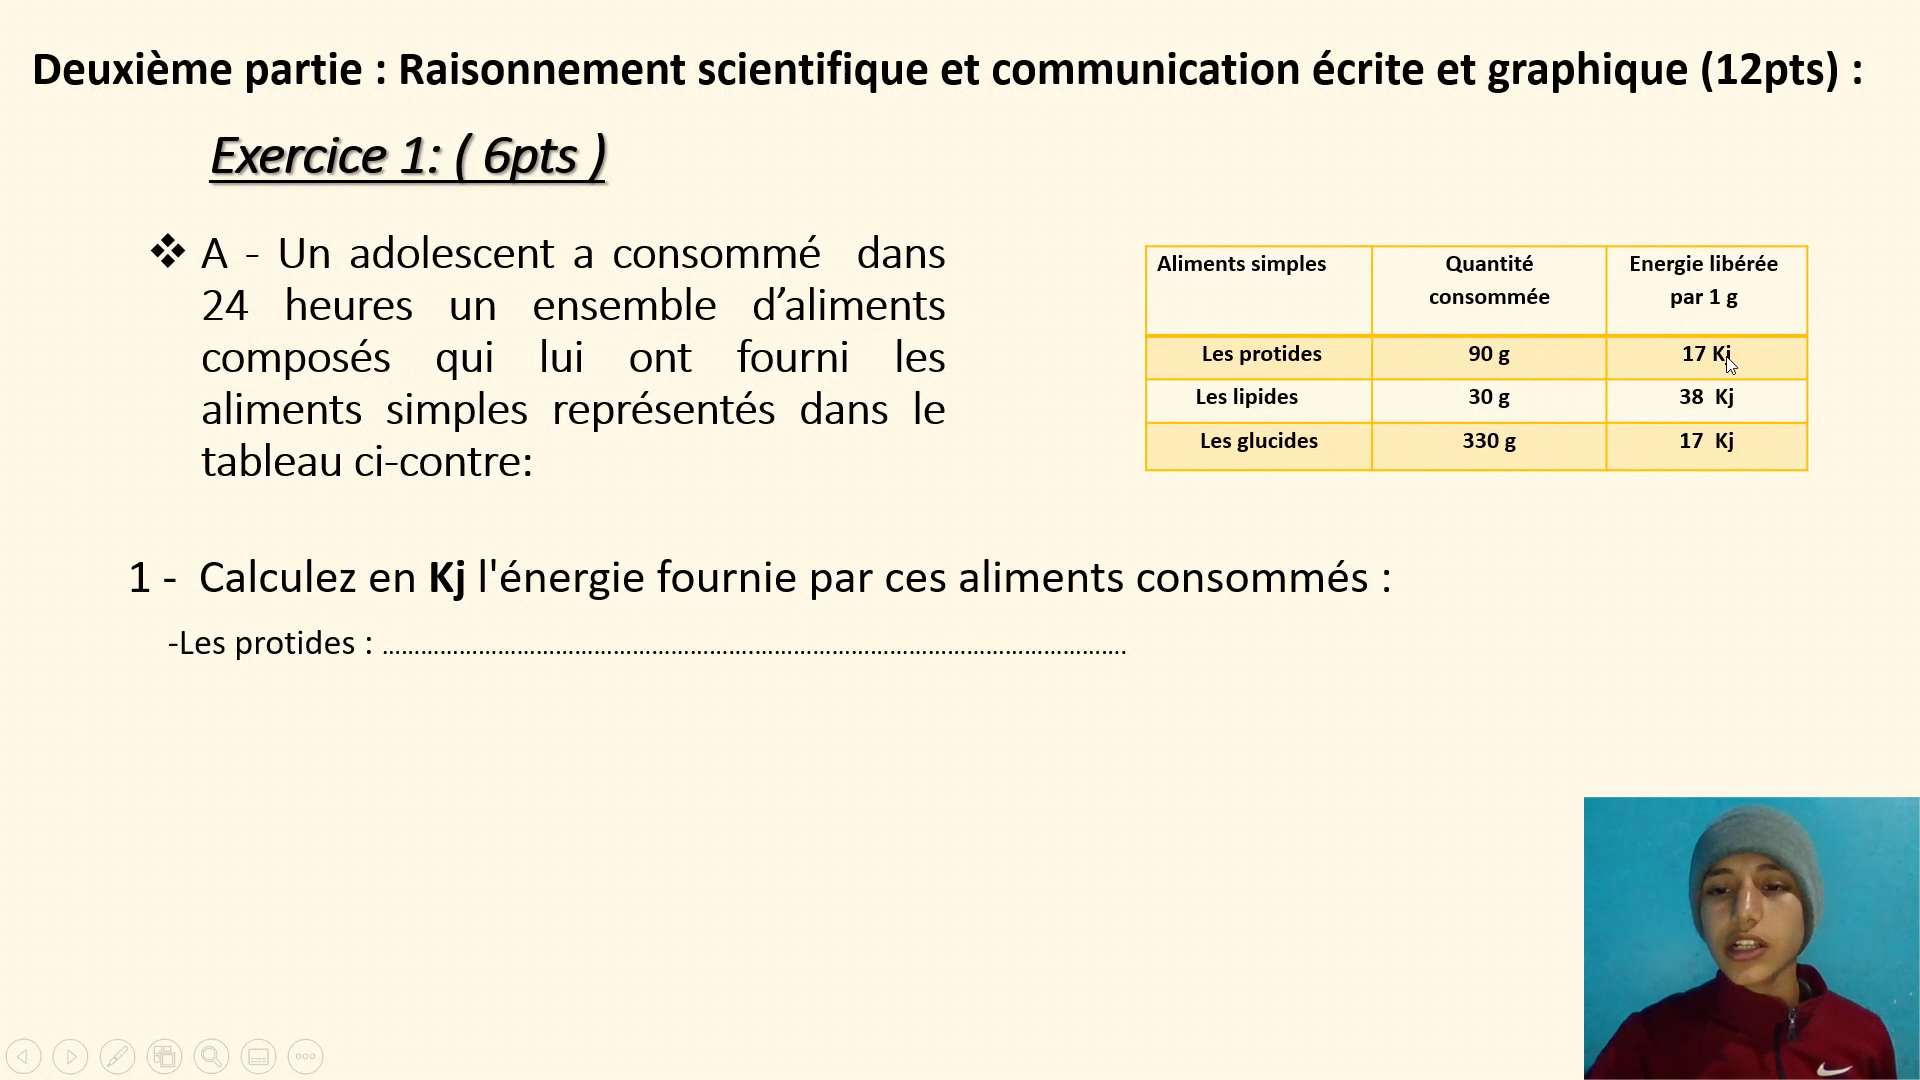 Deuxième partie : Raisonnement scientifique et communication écrite et graphique (12pts) :
Exercice 1: ( 6pts )
❖ A - Un adolescent a consommé dans
24 heures un ensemble d’aliments
composés qui lui ont fourni les
aliments simples représentés dans le
tableau ci-contre:
Aliments simples
Quantité
consommée
Energie libérée
par 1 g
Les protides 90 g 17 Kj
Les lipides 30 g 38 Kj
Les glucides 330 g 17 Kj
1 - Calculez en Kj l'énergie fournie par ces aliments consommés :
-Les protides : ……………………………………………………………………………………………………….